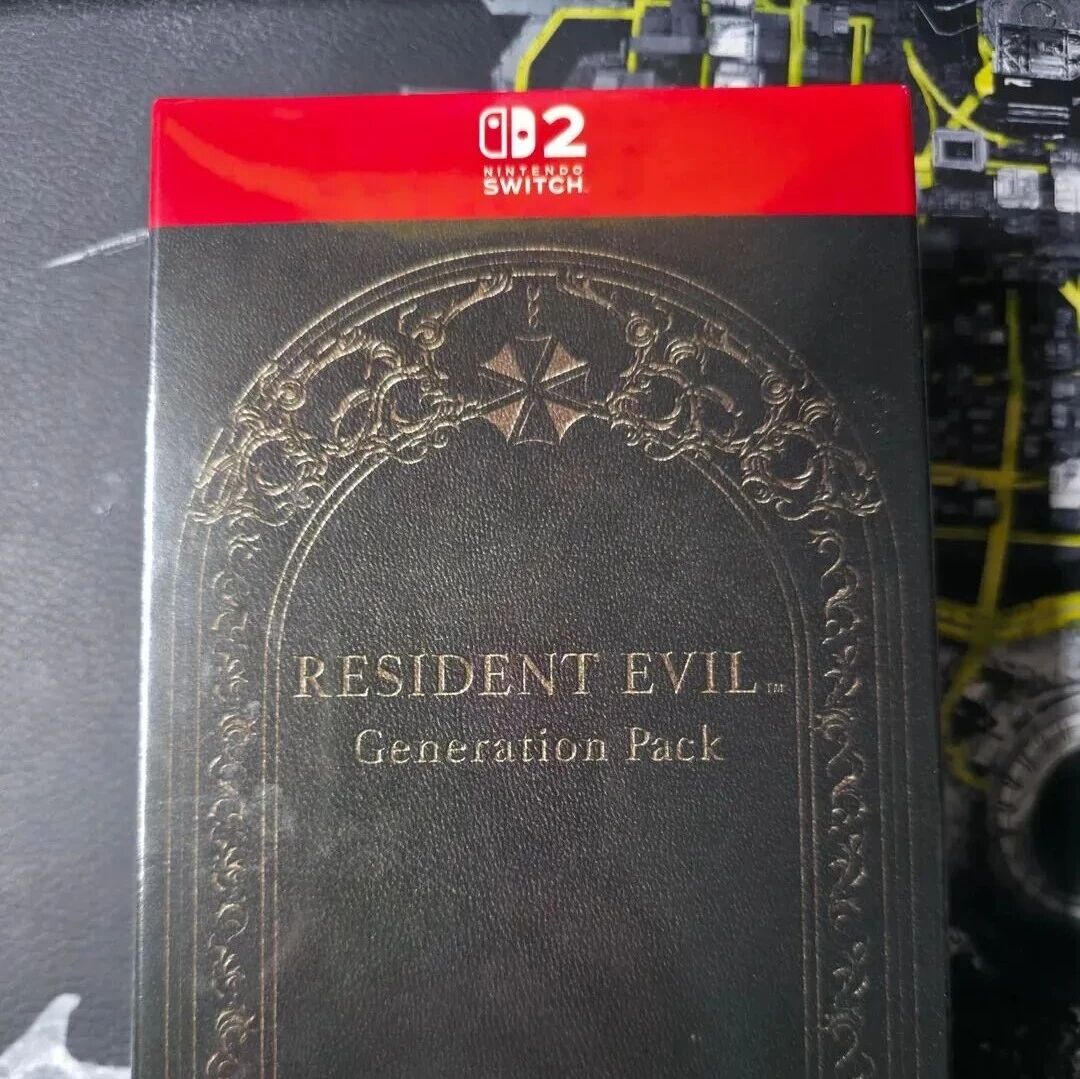 2
NINTENDO
SWITCH
RESIDENT EVIL™
Generation Pack